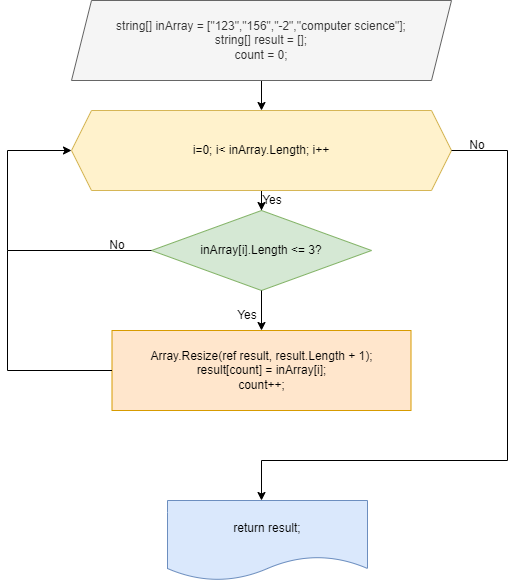 string[] inArray = ["123","156","-2","computer science"];
string[] result = [];
count = 0;
i=0; i< inArray.Length; i++
No
Yes
inArray[i].Length <= 3?
No
Yes
Array.Resize(ref result, result.Length + 1);
result[count] = inArray[i];
count++;
return result;